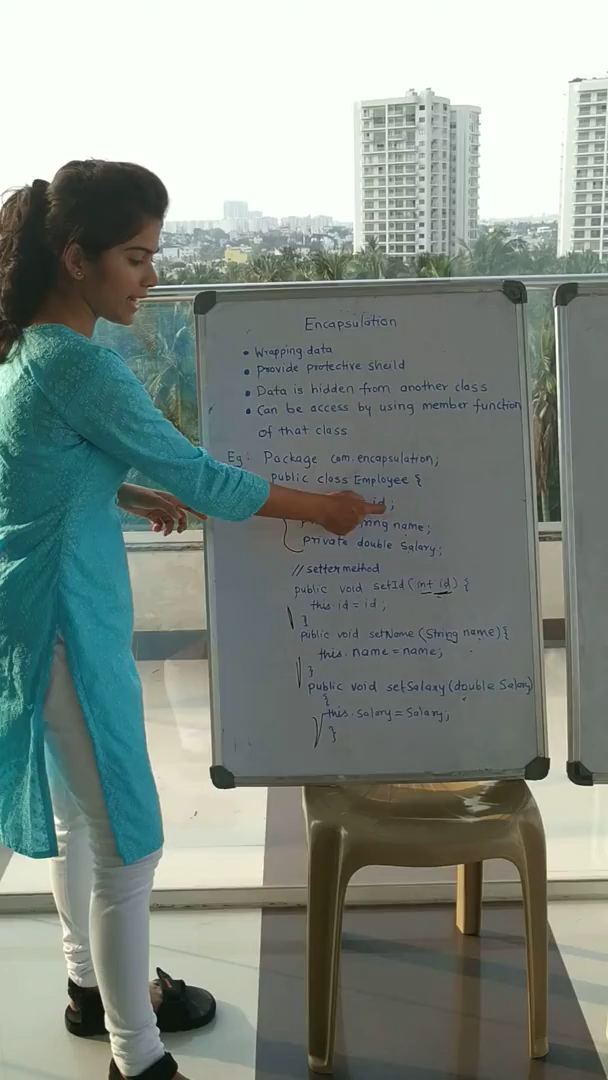 Encapsulation
• Wrapping data
• Provide protective sheild
• Data is hidden from another class
• Can be access by using member function
of that class
Eg: Package com.encapsulation;
public class Employee {
id;
name;
private double Salary;
// setter method
public void setId(int id) {
this.id = id;
}
public void setName (String name) {
this.name = name;
}
public void setSalary (double Salary)
{
this.Salary = Salary;
}